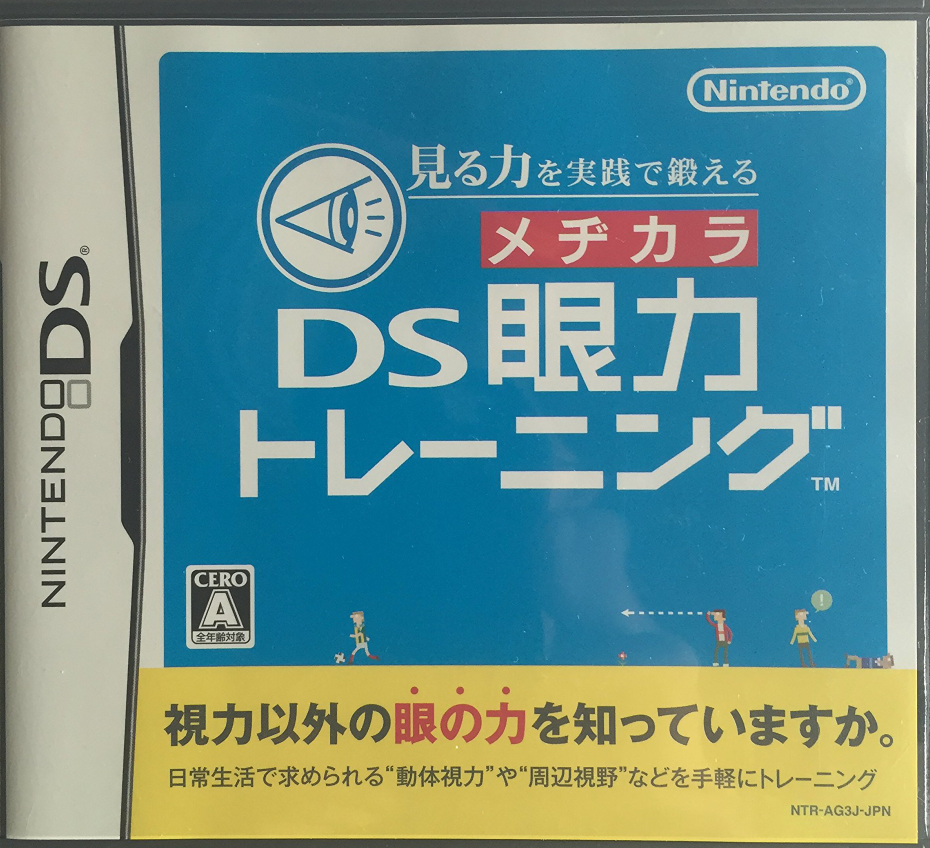 NINTENDO DS®
Nintendo®
見る力を実践で鍛える
メヂカラ
DS眼力
トレーニング™
CERO
A
全年齢対象
!
視力以外の眼の力を知っていますか。
日常生活で求められる“動体視力”や“周辺視野”などを手軽にトレーニング
NTR-AG3J-JPN